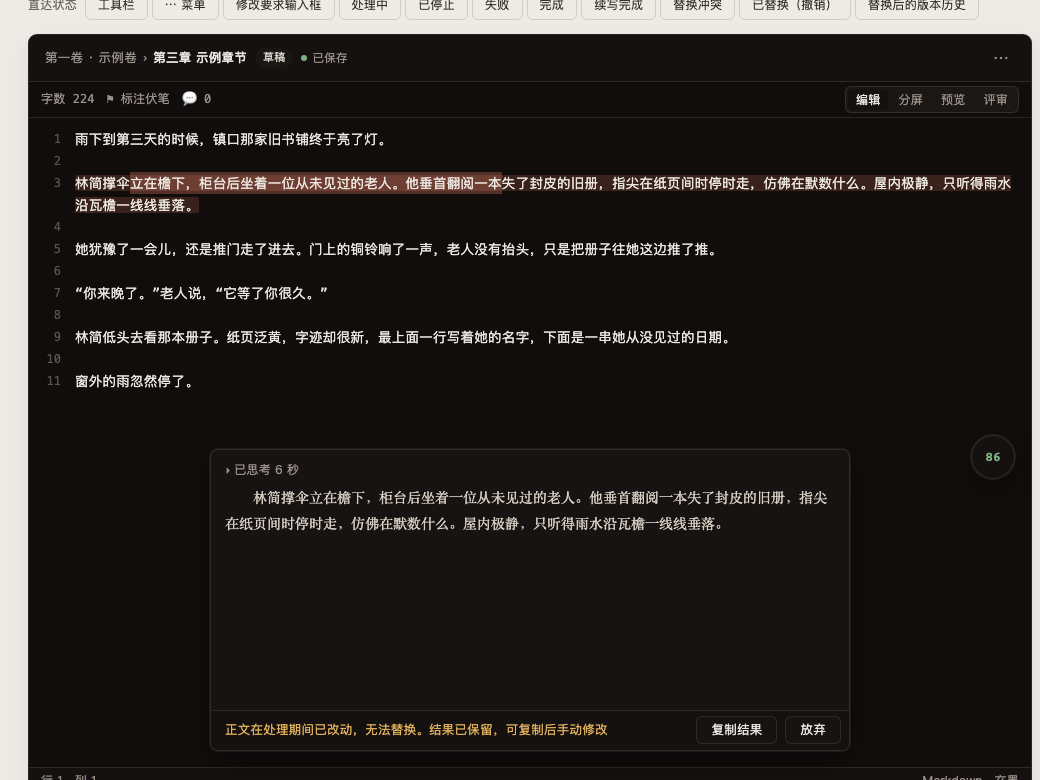 直达状态 工具栏 ··· 菜单 修改要求输入框 处理中 已停止 失败 完成 续写完成 替换冲突 已替换（撤销） 替换后的版本历史
第一卷 · 示例卷 › 第三章 示例章节 草稿 已保存 ···
字数 224 标注伏笔 0 编辑 分屏 预览 评审
1 雨下到第三天的时候，镇口那家旧书铺终于亮了灯。
2
3 林简撑伞立在檐下，柜台后坐着一位从未见过的老人。他垂首翻阅一本失了封皮的旧册，指尖在纸页间时停时走，仿佛在默数什么。屋内极静，只听得雨水
沿瓦檐一线线垂落。
4
5 她犹豫了一会儿，还是推门走了进去。门上的铜铃响了一声，老人没有抬头，只是把册子往她这边推了推。
6
7 “你来晚了。”老人说，“它等了你很久。”
8
9 林简低头去看那本册子。纸页泛黄，字迹却很新，最上面一行写着她的名字，下面是一串她从没见过的日期。
10
11 窗外的雨忽然停了。
86
已思考 6 秒
林简撑伞立在檐下，柜台后坐着一位从未见过的老人。他垂首翻阅一本失了封皮的旧册，指尖
在纸页间时停时走，仿佛在默数什么。屋内极静，只听得雨水沿瓦檐一线线垂落。
正文在处理期间已改动，无法替换。结果已保留，可复制后手动修改 复制结果 放弃
行 1，列 1 Markdown